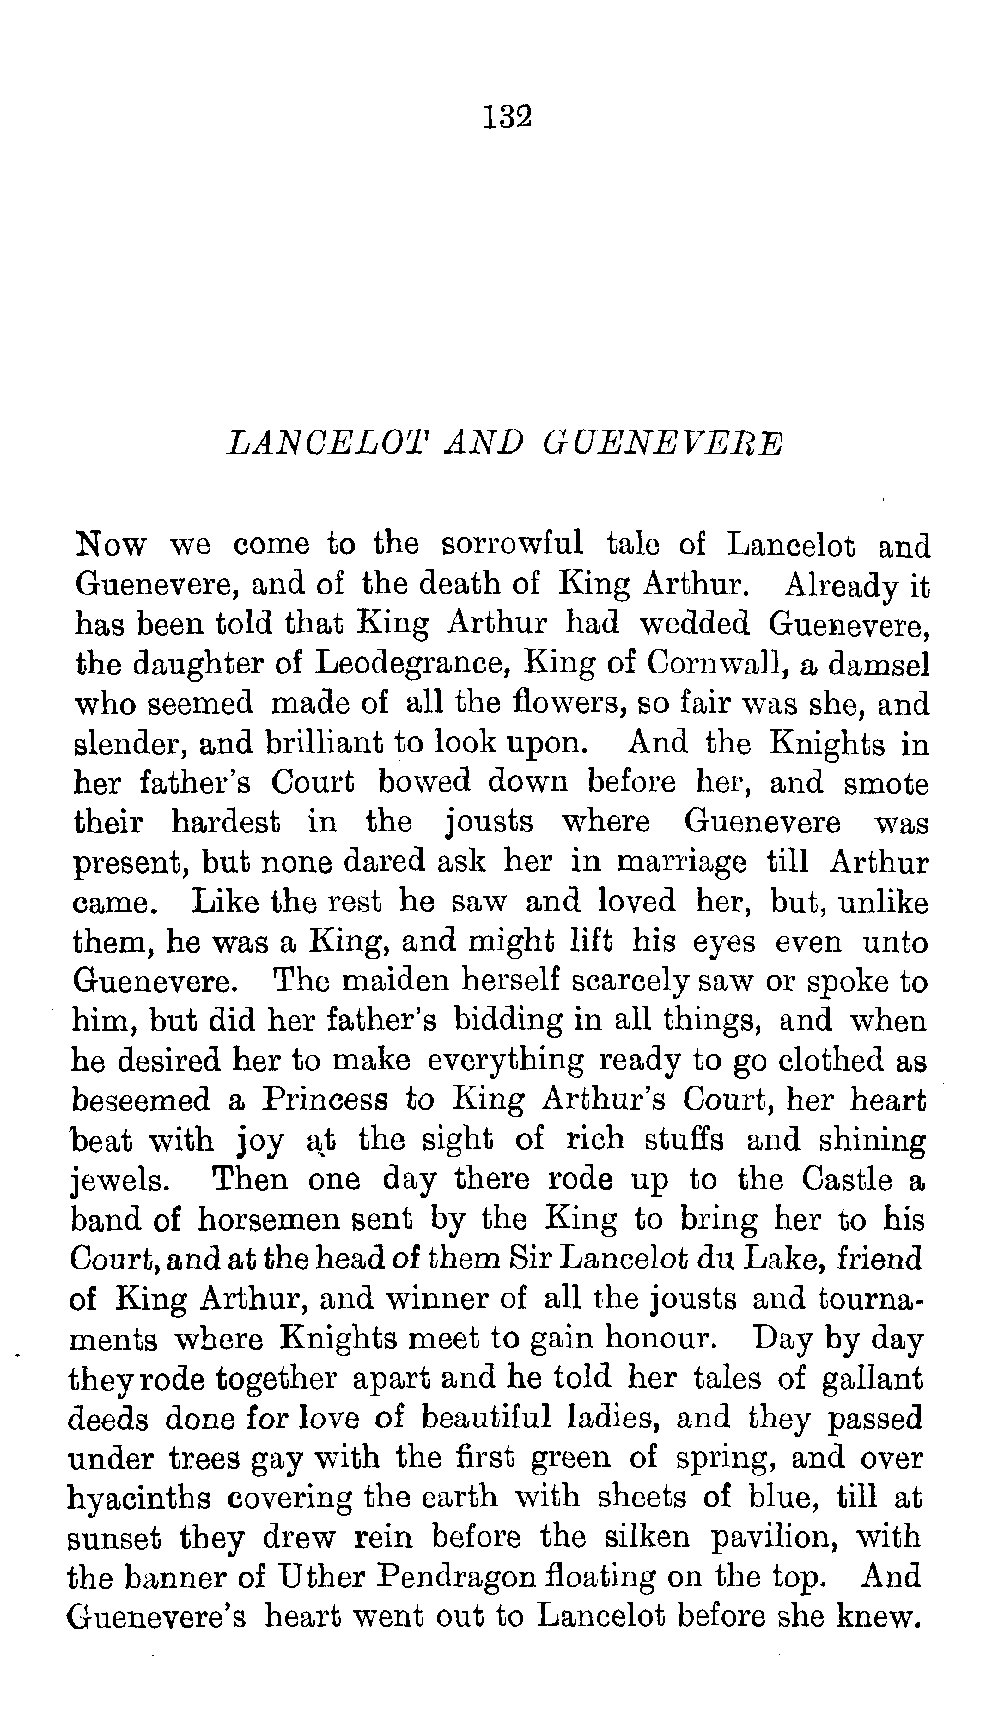 132
LANCELOT AND GUENEVERE
Now we come to the sorrowful tale of Lancelot and
Guenevere, and of the death of King Arthur. Already it
has been told that King Arthur had wedded Guenevere,
the daughter of Leodegrance, King of Cornwall, a damsel
who seemed made of all the flowers, so fair was she, and
slender, and brilliant to look upon. And the Knights in
her father's Court bowed down before her, and smote
their hardest in the jousts where Guenevere was
present, but none dared ask her in marriage till Arthur
came. Like the rest he saw and loved her, but, unlike
them, he was a King, and might lift his eyes even unto
Guenevere. The maiden herself scarcely saw or spoke to
him, but did her father's bidding in all things, and when
he desired her to make everything ready to go clothed as
beseemed a Princess to King Arthur's Court, her heart
beat with joy at the sight of rich stuffs and shining
jewels. Then one day there rode up to the Castle a
band of horsemen sent by the King to bring her to his
Court, and at the head of them Sir Lancelot du Lake, friend
of King Arthur, and winner of all the jousts and tourna-
ments where Knights meet to gain honour. Day by day
they rode together apart and he told her tales of gallant
deeds done for love of beautiful ladies, and they passed
under trees gay with the first green of spring, and over
hyacinths covering the earth with sheets of blue, till at
sunset they drew rein before the silken pavilion, with
the banner of Uther Pendragon floating on the top. And
Guenevere's heart went out to Lancelot before she knew.